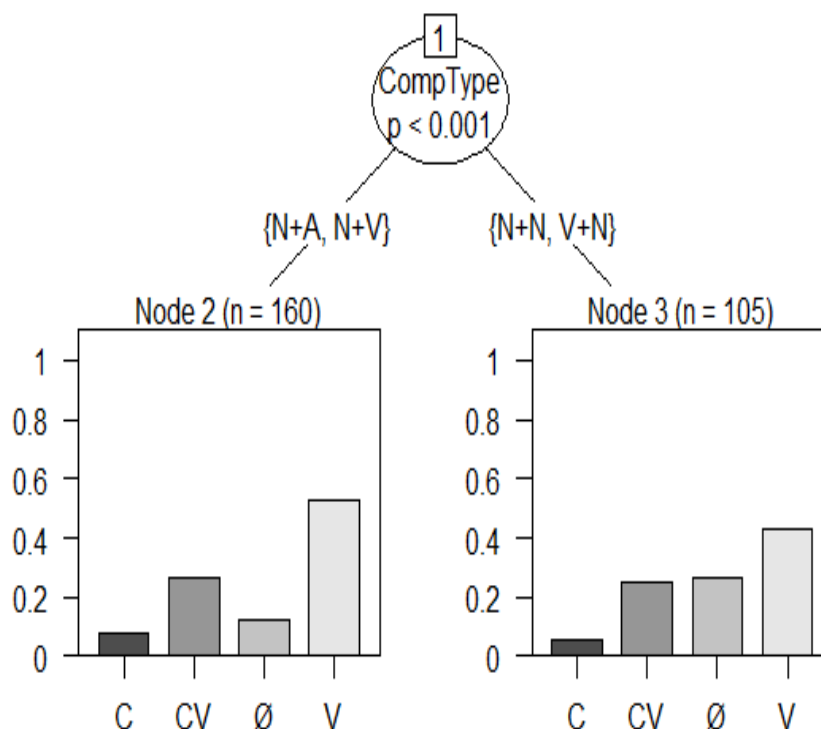 1
CompType
p < 0.001
{N+A, N+V}
{N+N, V+N}
Node 2 (n = 160)
1
0.8
0.6
0.4
0.2
0
C CV Ø V
Node 3 (n = 105)
1
0.8
0.6
0.4
0.2
0
C CV Ø V